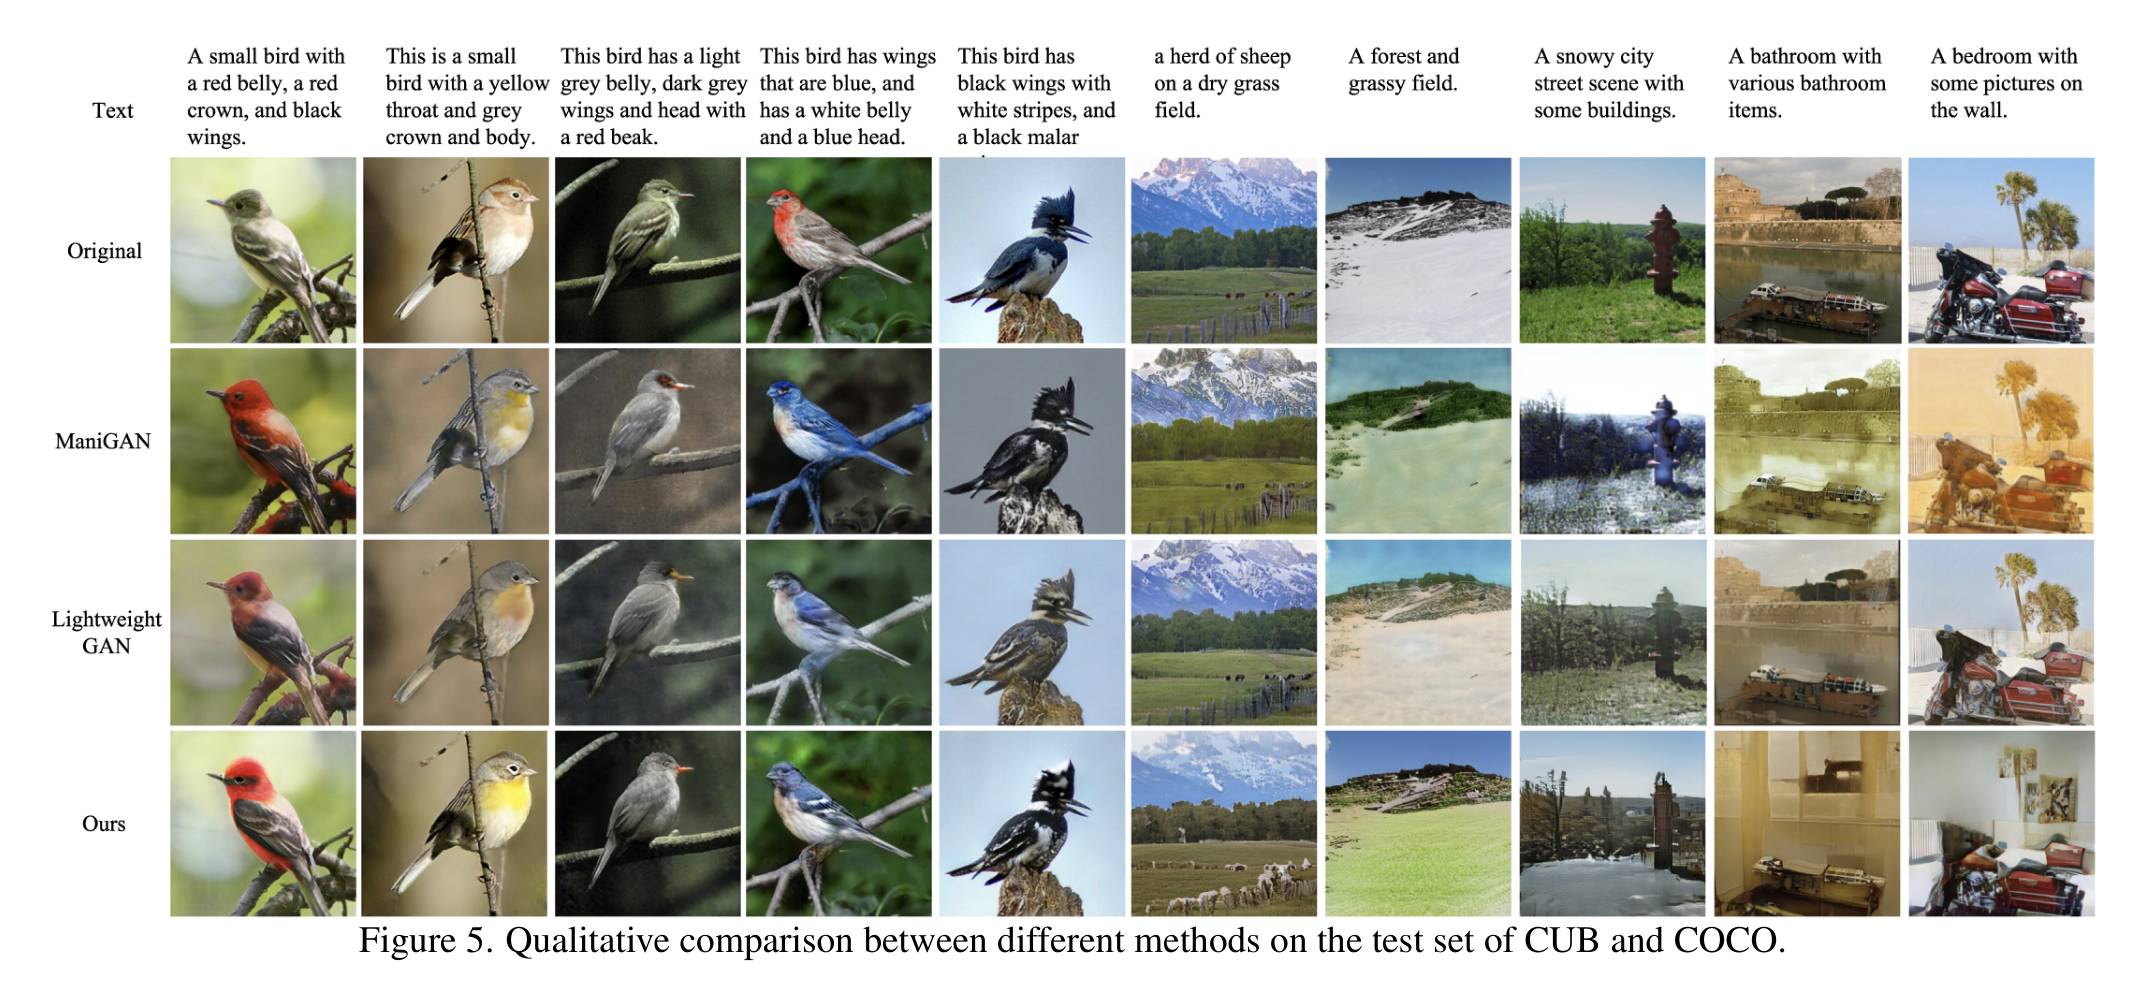 Text
A small bird with
a red belly, a red
crown, and black
wings.
This is a small
bird with a yellow
throat and grey
crown and body.
This bird has a light
grey belly, dark grey
wings and head with
a red beak.
This bird has wings
that are blue, and
has a white belly
and a blue head.
This bird has
black wings with
white stripes, and
a black malar
a herd of sheep
on a dry grass
field.
A forest and
grassy field.
A snowy city
street scene with
some buildings.
A bathroom with
various bathroom
items.
A bedroom with
some pictures on
the wall.
Original
ManiGAN
Lightweight
GAN
Ours
Figure 5. Qualitative comparison between different methods on the test set of CUB and COCO.